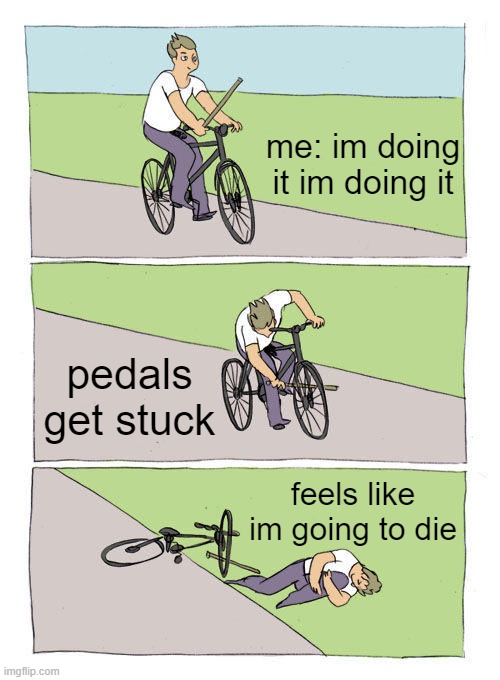 me: im doing
it im doing it
pedals
get stuck
feels like
im going to die
imgflip.com